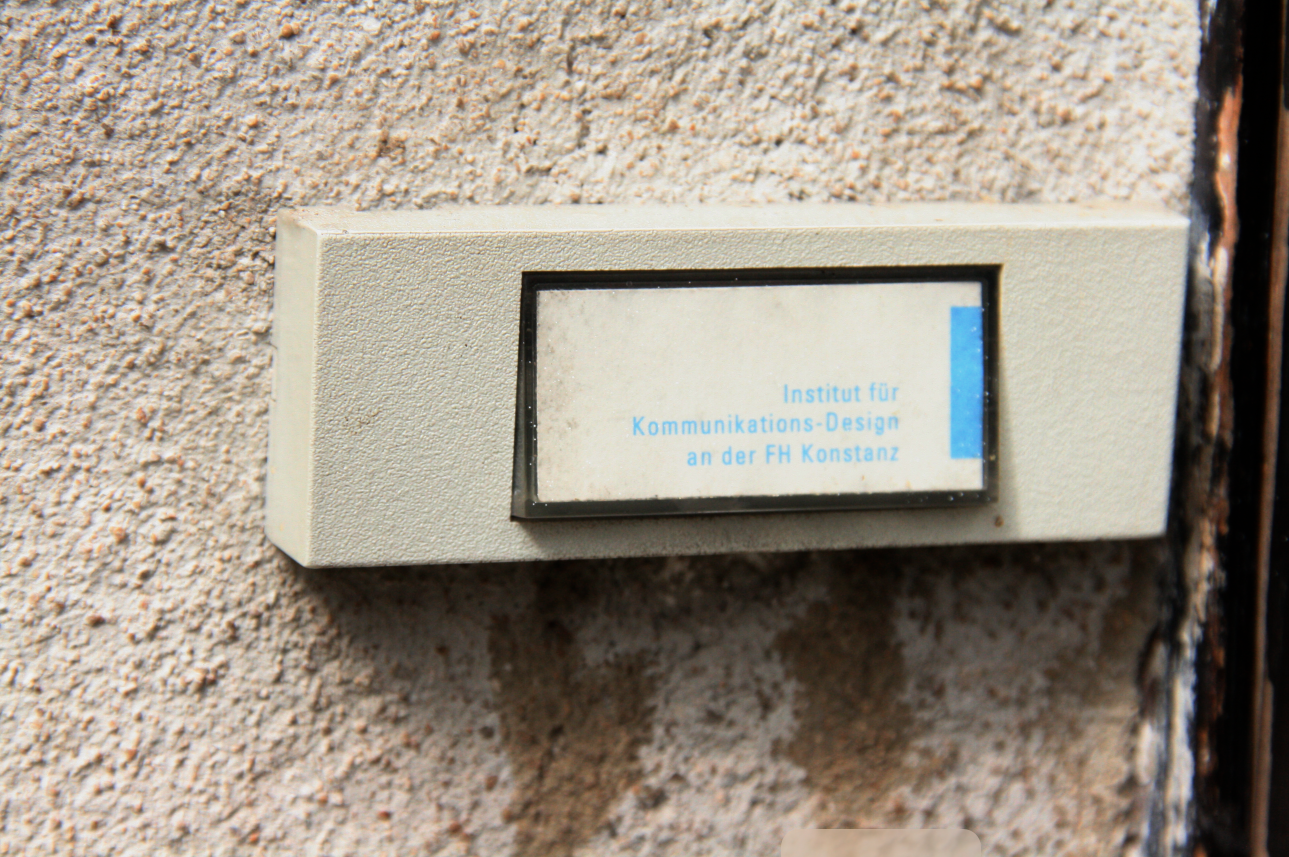 Institut für
Kommunikations-Design
an der FH Konstanz